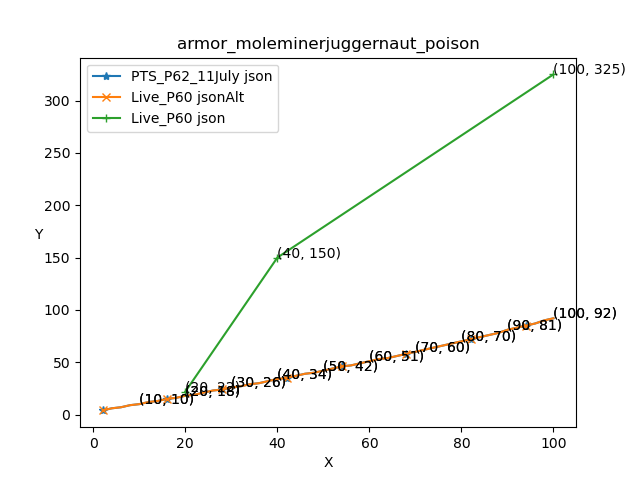 armor_moleminerjuggernaut_poison
PTS_P62_11July json
Live_P60 jsonAlt
Live_P60 json
(100, 325)
(40, 150)
(100, 92)
(90, 81)
(80, 70)
(70, 60)
(60, 51)
(50, 42)
(40, 34)
(30, 26)
(20, 18)
(10, 10)
Y
300
250
200
150
100
50
0
0 20 40 60 80 100
X